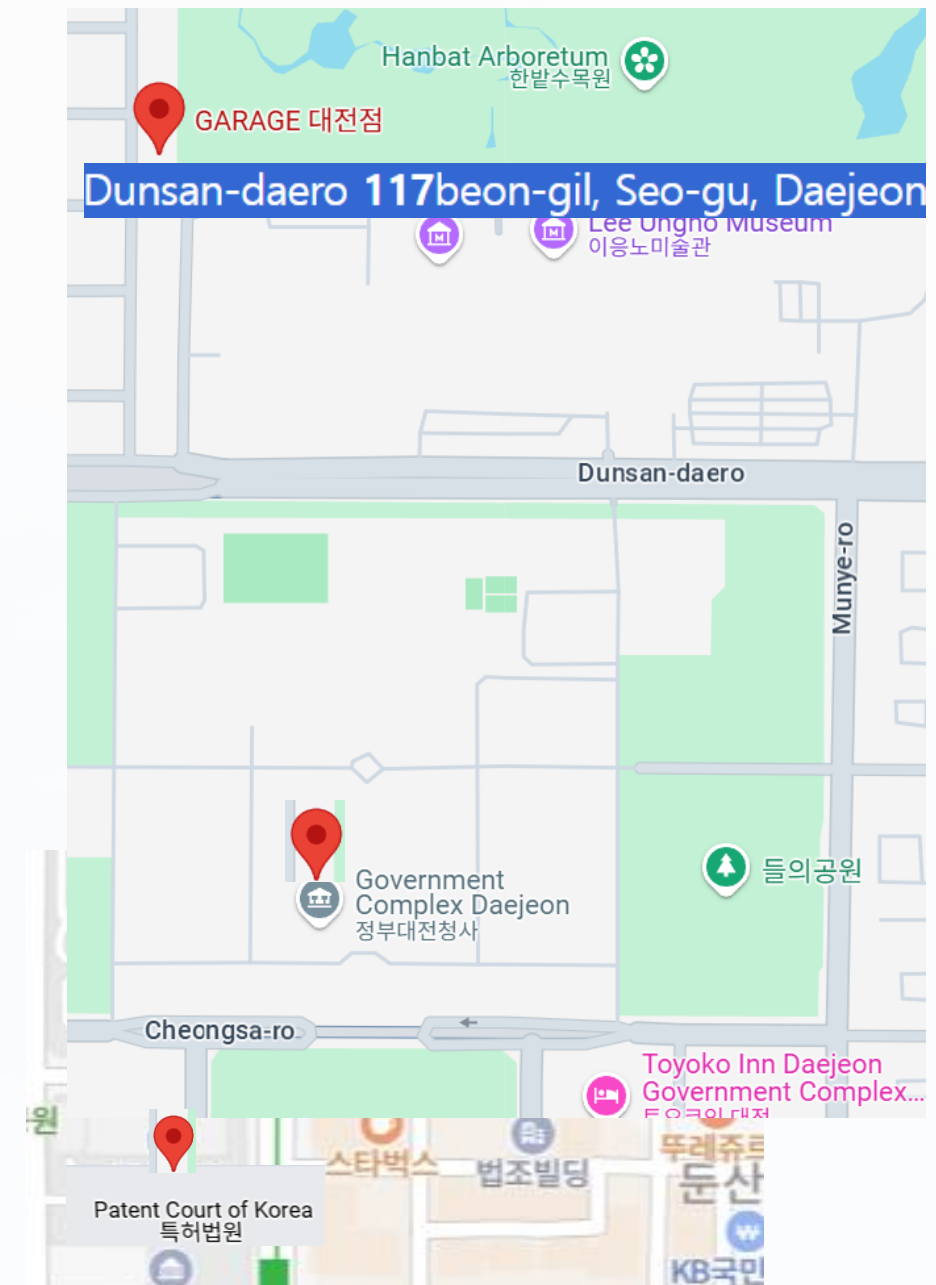 Hanbat Arboretum
한밭수목원
GARAGE 대전점
Dunsan-daero 117beon-gil, Seo-gu, Daejeon
Lee Ungno Museum
이응노미술관
Dunsan-daero
Munye-ro
들의공원
Government
Complex Daejeon
정부대전청사
Cheongsa-ro
Toyoko Inn Daejeon
Government Complex...
원
스타벅스
법조빌딩
뚜레쥬르
둔산
Patent Court of Korea
특허법원
KB국민